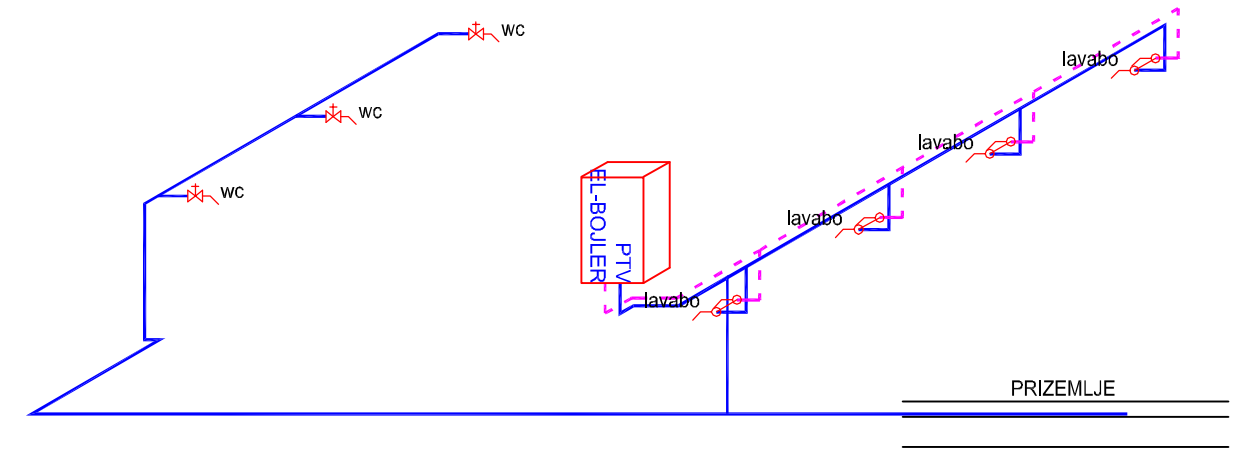 wc
lavabo
wc
lavabo
EL-BOJLER
PTV
wc
lavabo
lavabo
PRIZEMLJE